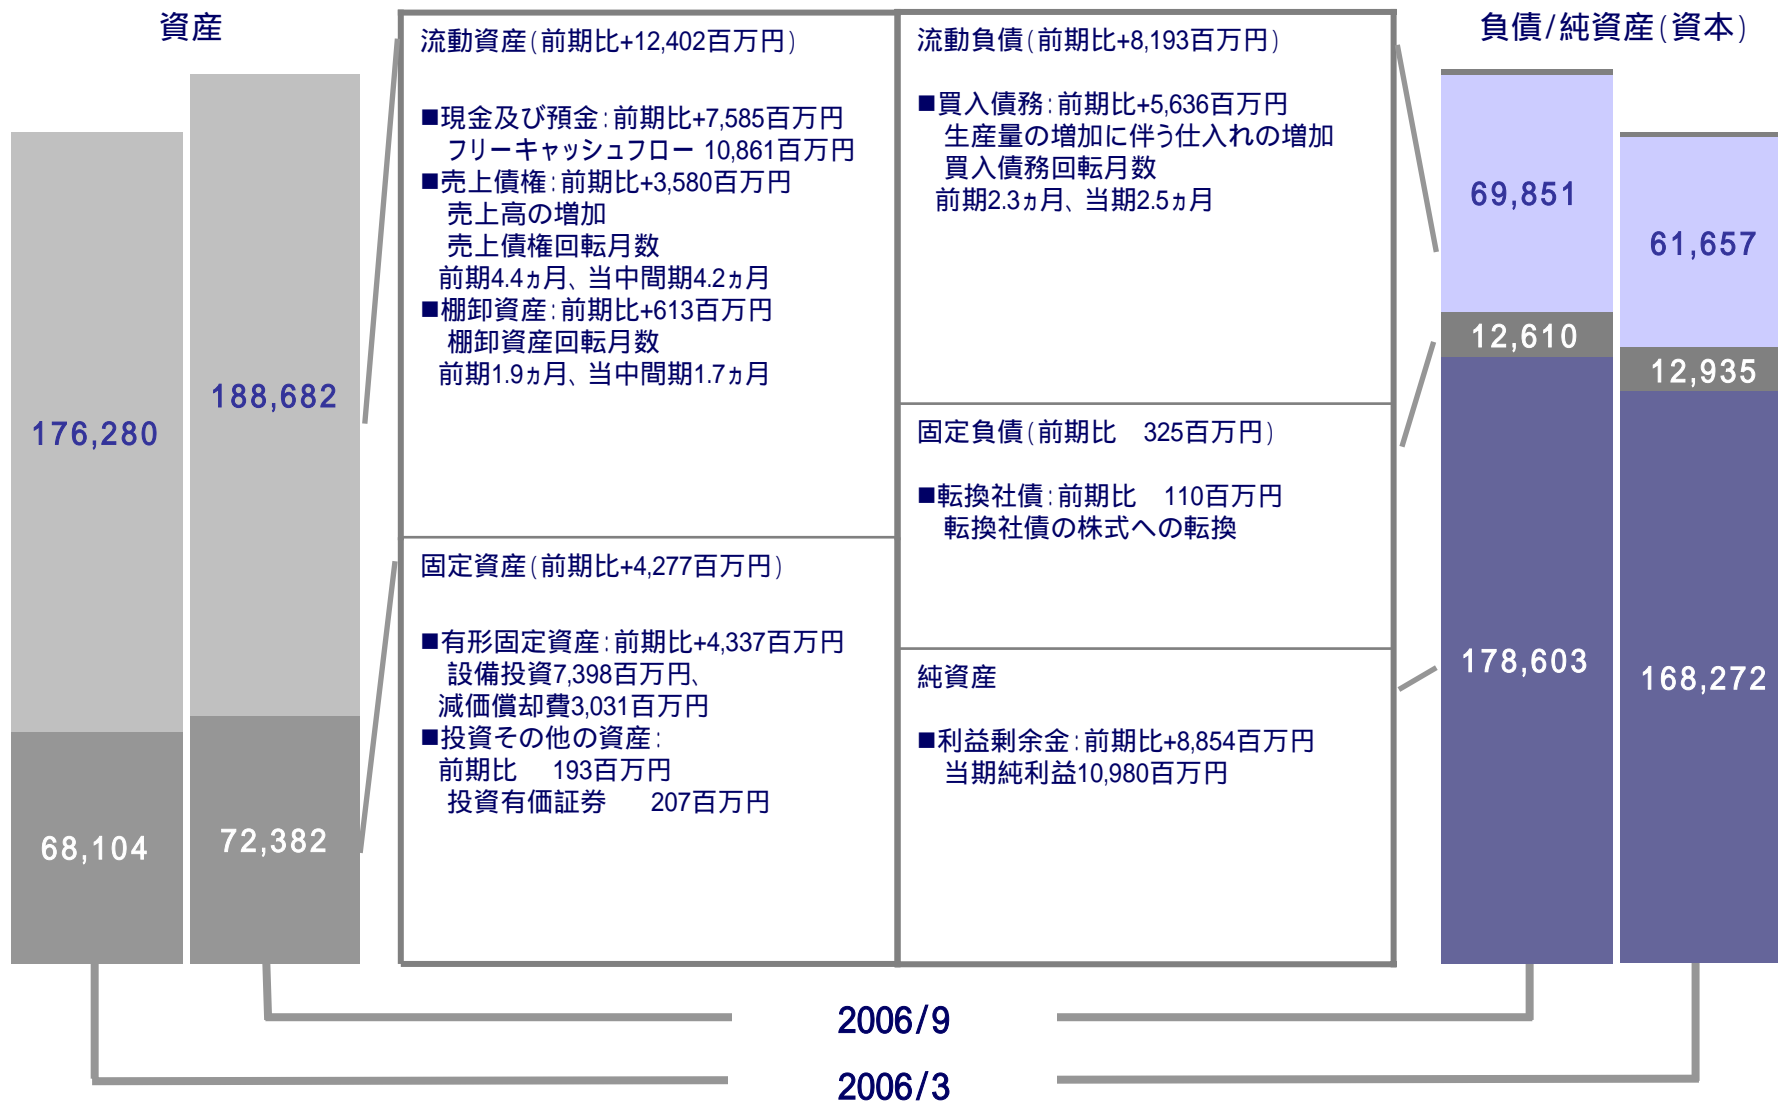 資産
負債/純資産(資本)
176,280
188,682
68,104
72,382
流動資産(前期比+12,402百万円)
■現金及び預金:前期比+7,585百万円
フリーキャッシュフロー 10,861百万円
■売上債権:前期比+3,580百万円
売上高の増加
売上債権回転月数
前期4.4ヵ月、当中間期4.2ヵ月
■棚卸資産:前期比+613百万円
棚卸資産回転月数
前期1.9ヵ月、当中間期1.7ヵ月
固定資産(前期比+4,277百万円)
■有形固定資産:前期比+4,337百万円
設備投資7,398百万円、
減価償却費3,031百万円
■投資その他の資産:
前期比 193百万円
投資有価証券 207百万円
流動負債(前期比+8,193百万円)
■買入債務:前期比+5,636百万円
生産量の増加に伴う仕入れの増加
買入債務回転月数
前期2.3ヵ月、当期2.5ヵ月
固定負債(前期比 325百万円)
■転換社債:前期比 110百万円
転換社債の株式への転換
純資産
■利益剰余金:前期比+8,854百万円
当期純利益10,980百万円
69,851
61,657
12,610
12,935
178,603
168,272
2006/9
2006/3